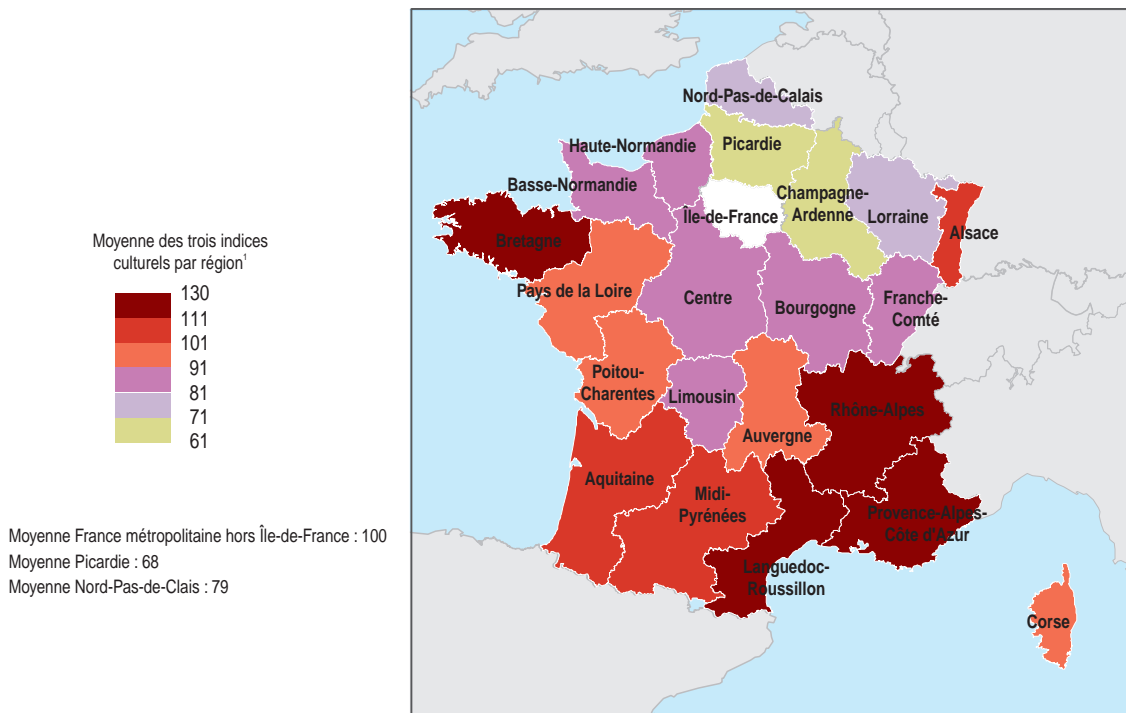 Moyenne des trois indices
culturels par région¹
130
111
101
91
81
71
61
Moyenne France métropolitaine hors Île-de-France : 100
Moyenne Picardie : 68
Moyenne Nord-Pas-de-Clais : 79
Nord-Pas-de-Calais
Haute-Normandie
Picardie
Basse-Normandie
Île-de-France
Champagne-
Ardenne
Lorraine
Alsace
Bretagne
Pays de la Loire
Centre
Bourgogne
Franche-
Comté
Poitou-
Charentes
Limousin
Auvergne
Rhône-Alpes
Aquitaine
Midi-
Pyrénées
Provence-Alpes-
Côte d'Azur
Languedoc-
Roussillon
Corse